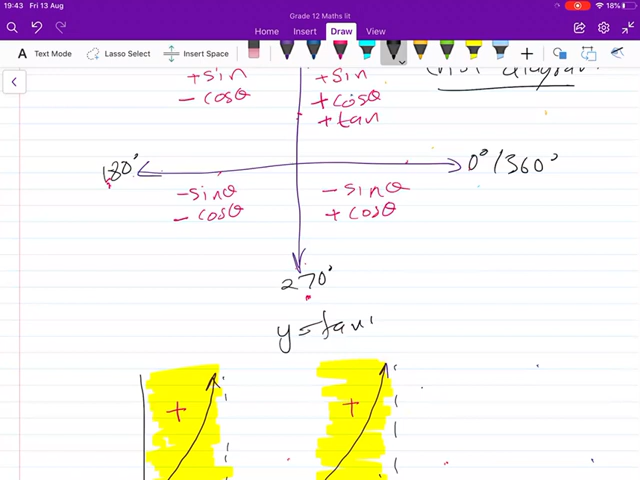 19:43 Fri 13 Aug 18%
Grade 12 Maths lit
Home Insert Draw View
Text Mode Lasso Select Insert Space
+ sin + sin
- cosθ + cosθ
+ tan
180° 0°/360°
- sinθ - sinθ
- cosθ + cosθ
270°
y = tan
+ +